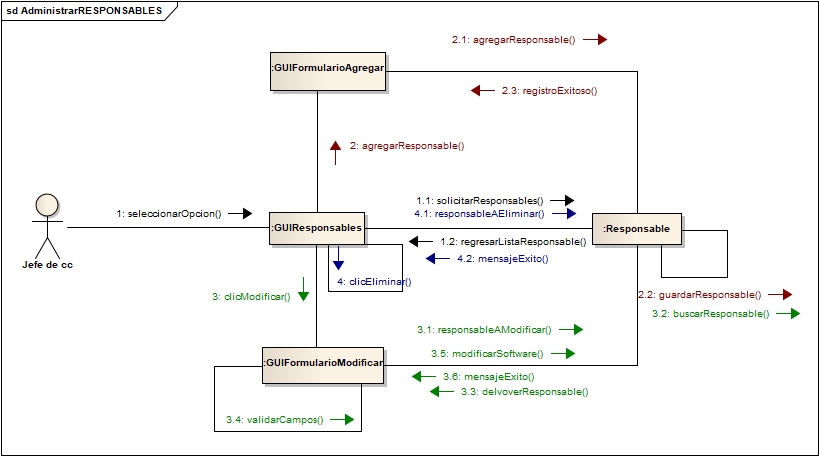 sd AdministrarRESPONSABLES
2.1: agregarResponsable()
:GUIFormularioAgregar
2.3: registroExitoso()
2: agregarResponsable()
1: seleccionarOpcion()
1.1: solicitarResponsables()
4.1: responsableAEliminar()
:GUIResponsables
:Responsable
1.2: regresarListaResponsable()
4.2: mensajeExito()
Jefe de cc
4: clicEliminar()
3: clicModificar()
2.2: guardarResponsable()
3.2: buscarResponsable()
3.1: responsableAModificar()
3.5: modificarSoftware()
:GUIFormularioModificar
3.6: mensajeExito()
3.3: delvoverResponsable()
3.4: validarCampos()